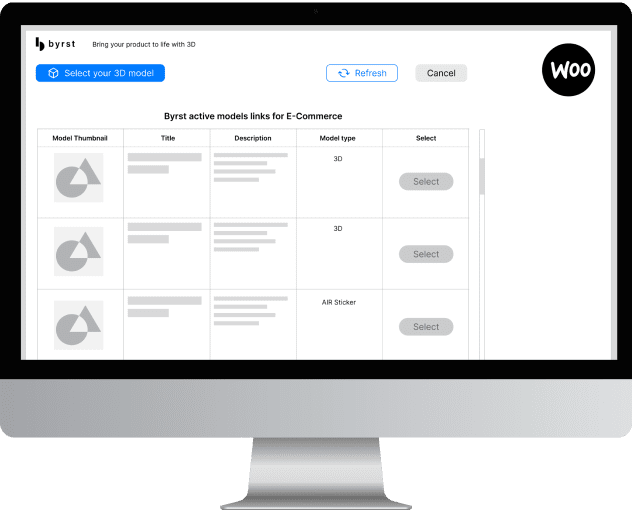 byrst Bring your product to life with 3D
Select your 3D model Refresh Cancel
Woo
Byrst active models links for E-Commerce
Model Thumbnail Title Description Model type Select
3D
Select
3D
Select
AIR Sticker
Select